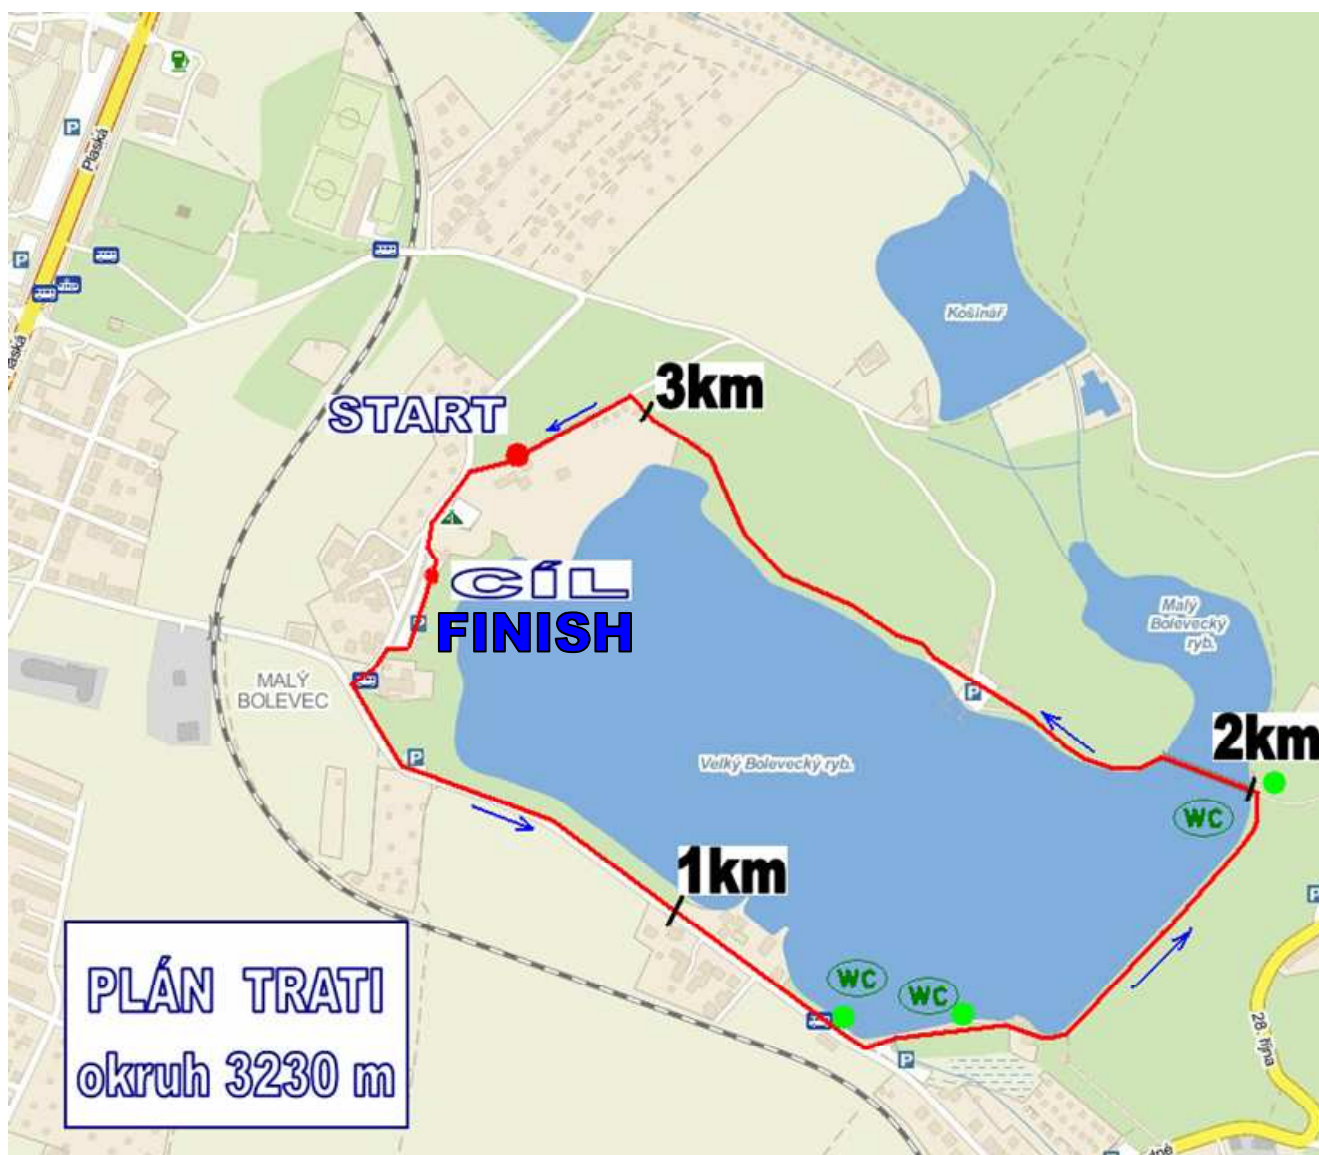 Plaská
Košinář
3km
START
CÍL
FINISH
Malý
Bolevecký
ryb.
MALÝ
BOLEVEC
2km
Velký Bolevecký ryb.
WC
1km
PLÁN TRATI
okruh 3230 m
WC
WC
28. října
P
P
P
P
P
P
P
P